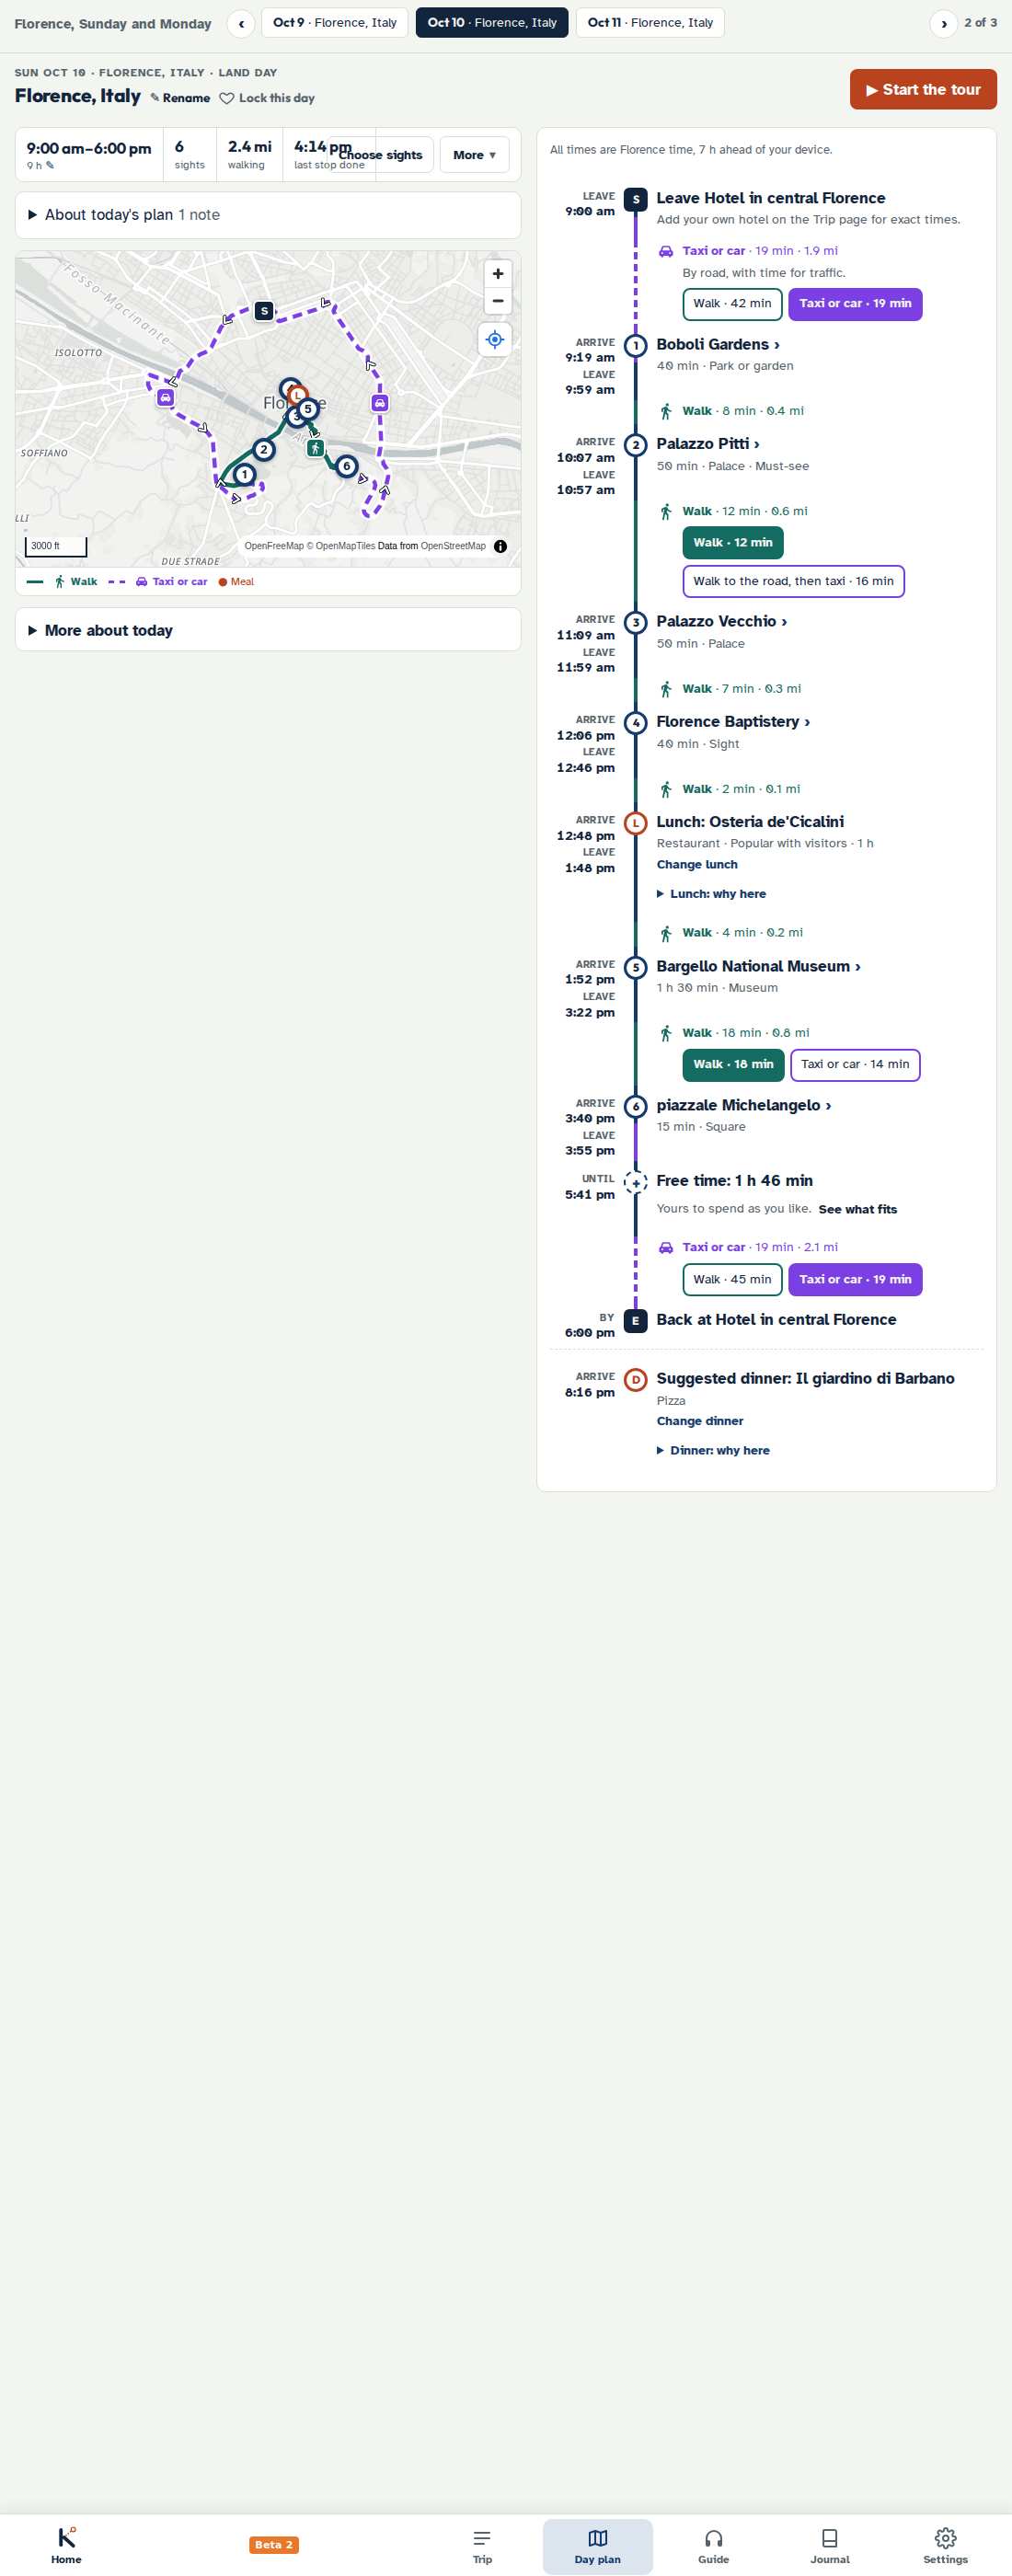 Florence, Sunday and Monday
‹
Oct 9 · Florence, Italy
Oct 10 · Florence, Italy
Oct 11 · Florence, Italy
›
2 of 3
SUN OCT 10 · FLORENCE, ITALY · LAND DAY
Florence, Italy ✎ Rename ♡ Lock this day
▶ Start the tour
9:00 am–6:00 pm
9 h ✎
6
sights
2.4 mi
walking
4:14 pm
last stop done
Choose sights
More ▼
▶ About today's plan 1 note
Fosso Macinante
ISOLOTTO
SOFFIANO
LLI
DUE STRADE
S
L
3
5
2
1
6
+
−
3000 ft
OpenFreeMap © OpenMapTiles Data from OpenStreetMap
Walk
Taxi or car
Meal
▶ More about today
All times are Florence time, 7 h ahead of your device.
LEAVE
9:00 am
S
Leave Hotel in central Florence
Add your own hotel on the Trip page for exact times.
Taxi or car · 19 min · 1.9 mi
By road, with time for traffic.
Walk · 42 min
Taxi or car · 19 min
ARRIVE
9:19 am
LEAVE
9:59 am
1
Boboli Gardens ›
40 min · Park or garden
Walk · 8 min · 0.4 mi
ARRIVE
10:07 am
LEAVE
10:57 am
2
Palazzo Pitti ›
50 min · Palace · Must-see
Walk · 12 min · 0.6 mi
Walk · 12 min
Walk to the road, then taxi · 16 min
ARRIVE
11:09 am
LEAVE
11:59 am
3
Palazzo Vecchio ›
50 min · Palace
Walk · 7 min · 0.3 mi
ARRIVE
12:06 pm
LEAVE
12:46 pm
4
Florence Baptistery ›
40 min · Sight
Walk · 2 min · 0.1 mi
ARRIVE
12:48 pm
LEAVE
1:48 pm
L
Lunch: Osteria de'Cicalini
Restaurant · Popular with visitors · 1 h
Change lunch
▶ Lunch: why here
Walk · 4 min · 0.2 mi
ARRIVE
1:52 pm
LEAVE
3:22 pm
5
Bargello National Museum ›
1 h 30 min · Museum
Walk · 18 min · 0.8 mi
Walk · 18 min
Taxi or car · 14 min
ARRIVE
3:40 pm
LEAVE
3:55 pm
6
piazzale Michelangelo ›
15 min · Square
UNTIL
5:41 pm
+
Free time: 1 h 46 min
Yours to spend as you like. See what fits
Taxi or car · 19 min · 2.1 mi
Walk · 45 min
Taxi or car · 19 min
BY
6:00 pm
E
Back at Hotel in central Florence
ARRIVE
8:16 pm
D
Suggested dinner: Il giardino di Barbano
Pizza
Change dinner
▶ Dinner: why here
Home
Beta 2
Trip
Day plan
Guide
Journal
Settings